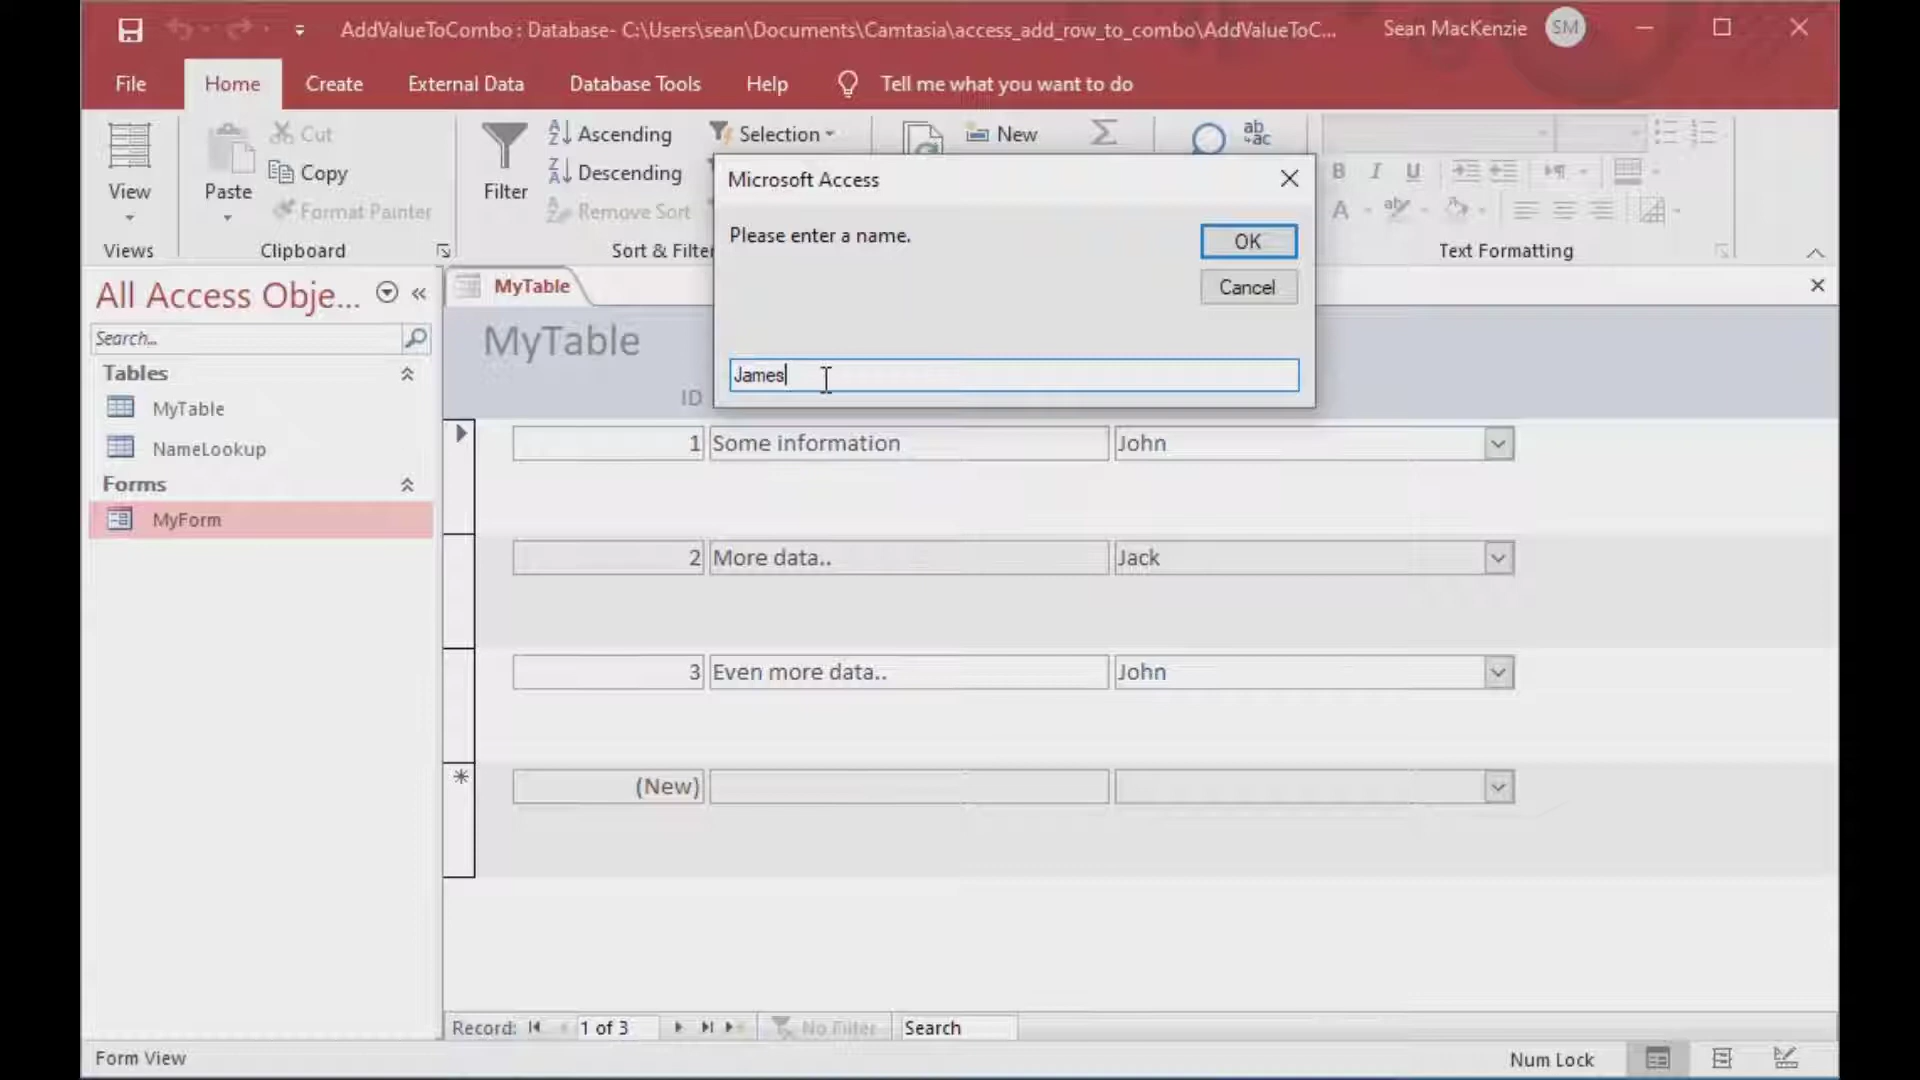 AddValueToCombo : Database- C:\Users\sean\Documents\Camtasia\access_add_row_to_combo\AddValueToC...
Sean MacKenzie
SM
File
Home
Create
External Data
Database Tools
Help
Tell me what you want to do
View
Views
Paste
Cut
Copy
Format Painter
Clipboard
Filter
Ascending
Descending
Remove Sort
Selection
Sort & Filter
New
Σ
ab
ac
B I U
A
Text Formatting
Microsoft Access
Please enter a name.
OK
Cancel
James
All Access Obje...
Search...
Tables
MyTable
NameLookup
Forms
MyForm
MyTable
MyTable
ID
1 Some information John
2 More data.. Jack
3 Even more data.. John
(New)
Record: 1 of 3 No Filter Search
Form View
Num Lock